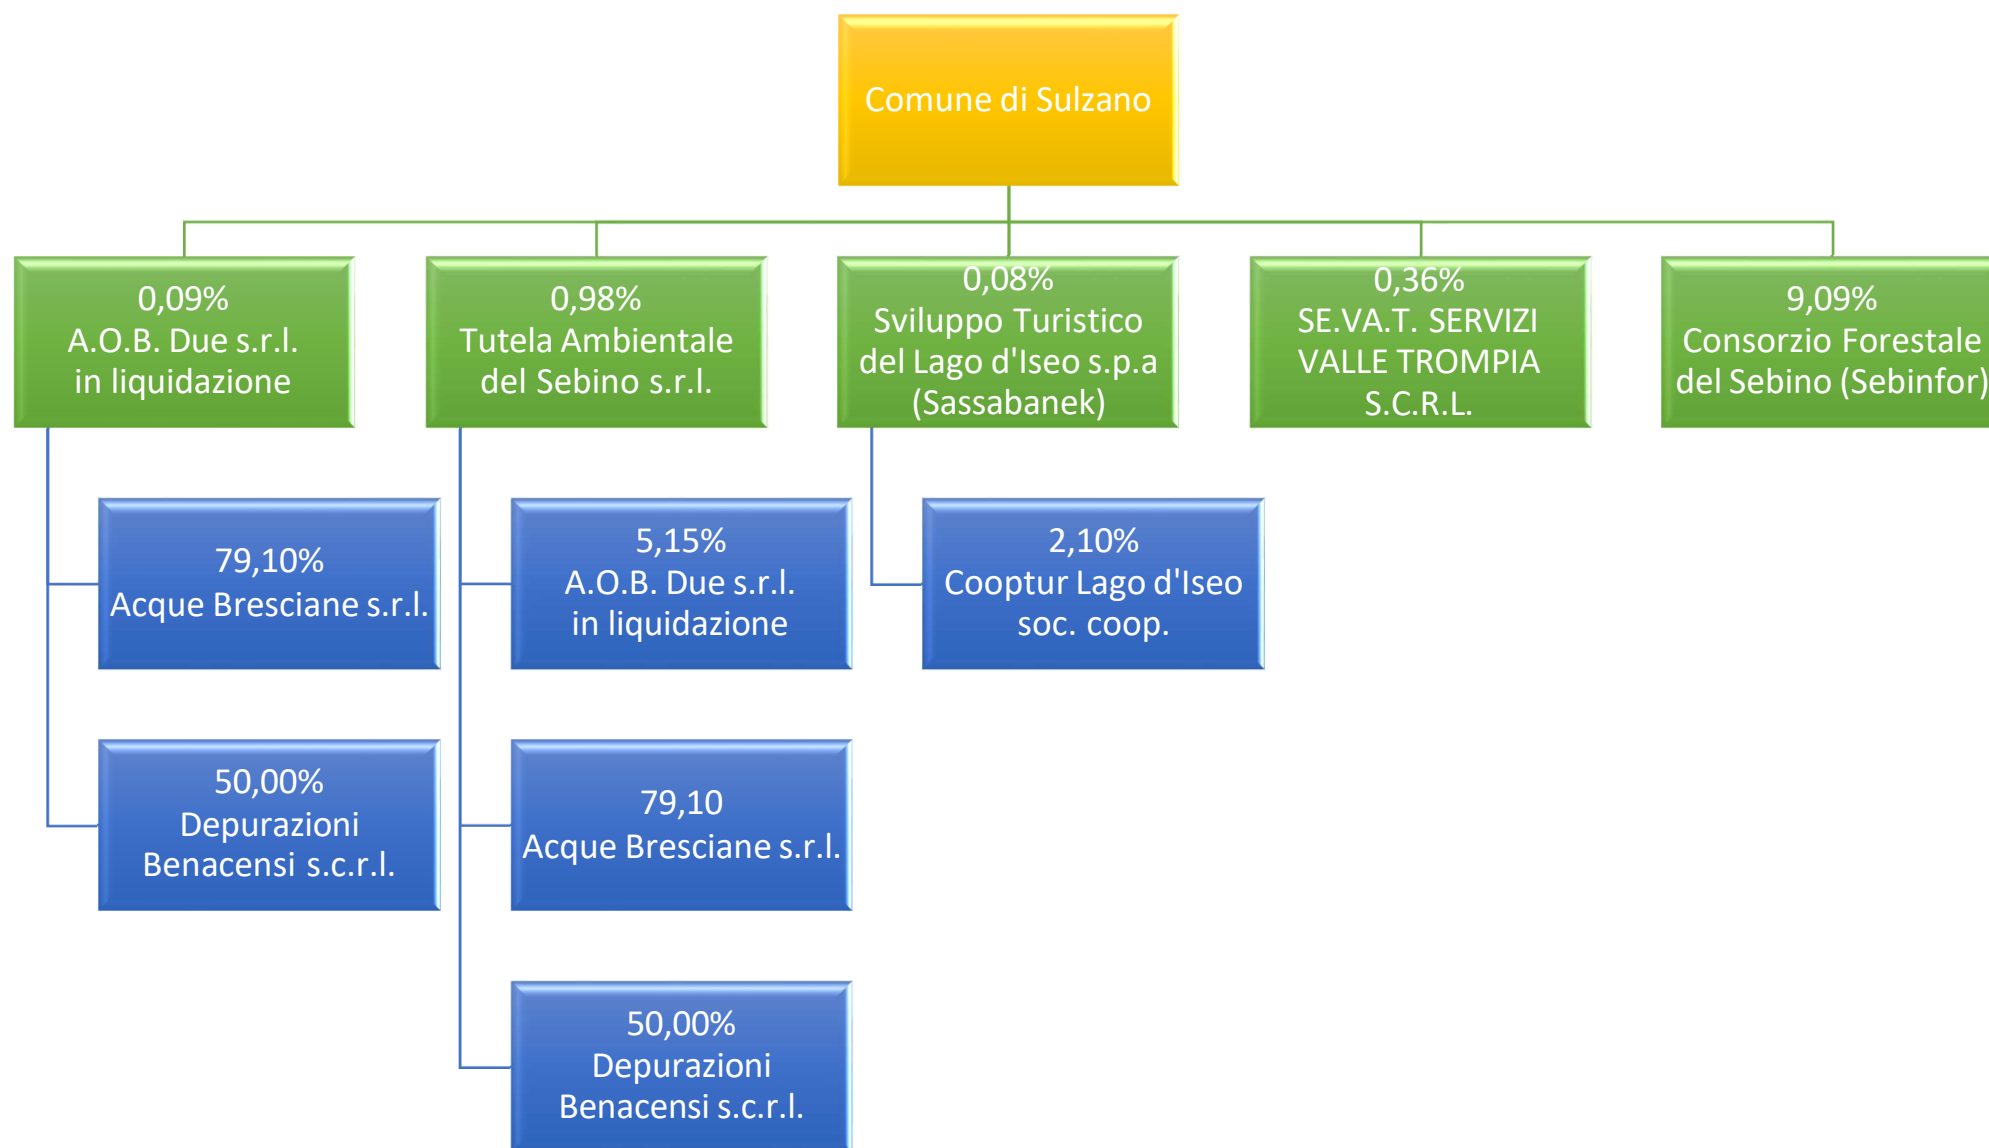 Comune di Sulzano
0,09%
A.O.B. Due s.r.l.
in liquidazione
0,98%
Tutela Ambientale
del Sebino s.r.l.
0,08%
Sviluppo Turistico
del Lago d'Iseo s.p.a
(Sassabanek)
0,36%
SE.VA.T. SERVIZI
VALLE TROMPIA
S.C.R.L.
9,09%
Consorzio Forestale
del Sebino (Sebinfor)
79,10%
Acque Bresciane s.r.l.
5,15%
A.O.B. Due s.r.l.
in liquidazione
2,10%
Cooptur Lago d'Iseo
soc. coop.
50,00%
Depurazioni
Benacensi s.c.r.l.
79,10
Acque Bresciane s.r.l.
50,00%
Depurazioni
Benacensi s.c.r.l.